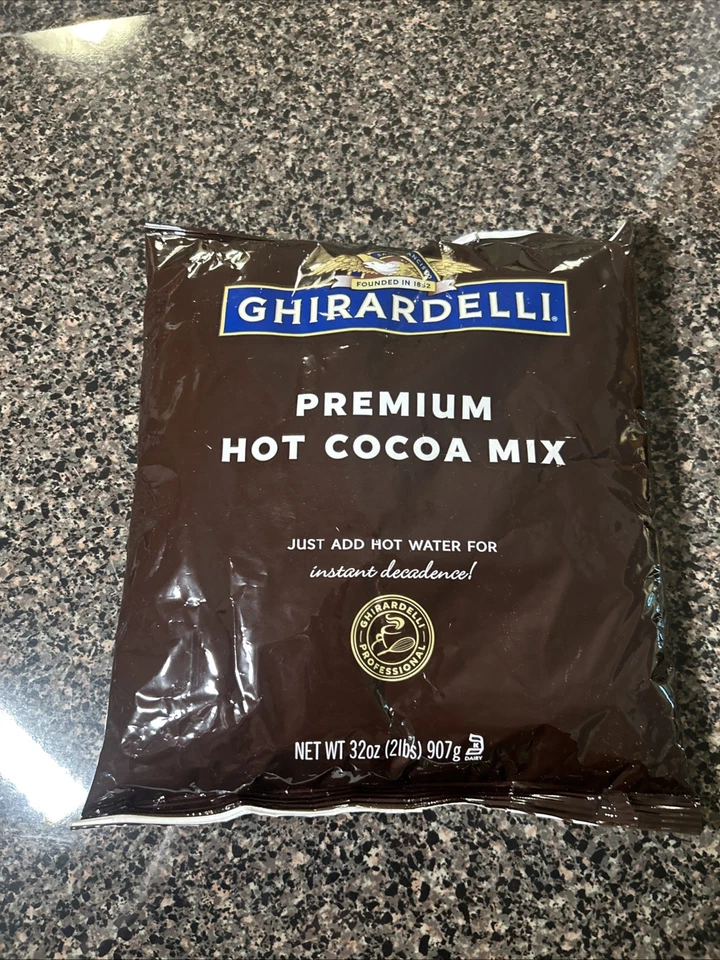 FOUNDED IN 1852
GHIRARDELLI®
PREMIUM
HOT COCOA MIX
JUST ADD HOT WATER FOR
instant decadence!
GHIRARDELLI
PROFESSIONAL
NET WT 32oz (2lbs) 907g
DAIRY